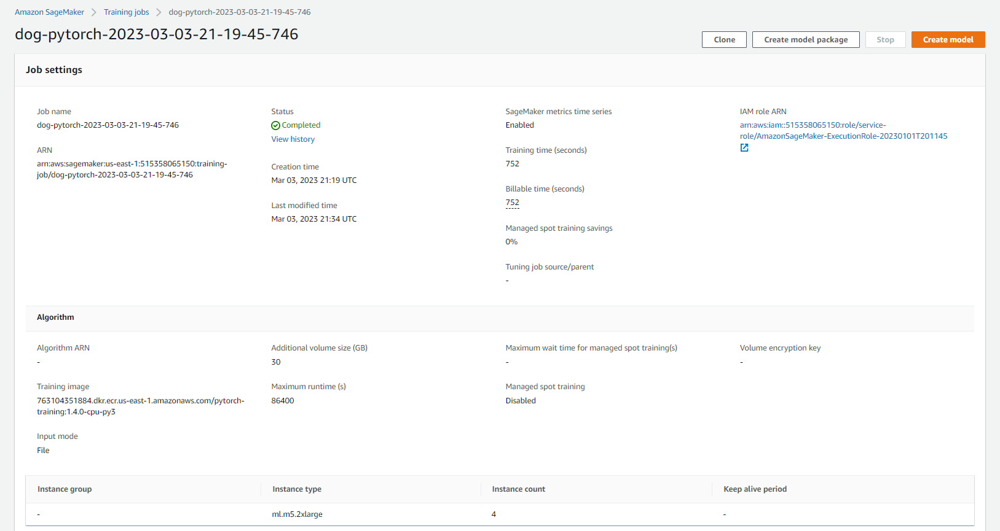 Amazon SageMaker > Training jobs > dog-pytorch-2023-03-03-21-19-45-746
dog-pytorch-2023-03-03-21-19-45-746
Clone
Create model package
Stop
Create model
Job settings
Job name
dog-pytorch-2023-03-03-21-19-45-746
ARN
arn:aws:sagemaker:us-east-1:515358065150:training-
job/dog-pytorch-2023-03-03-21-19-45-746
Status
Completed
View history
Creation time
Mar 03, 2023 21:19 UTC
Last modified time
Mar 03, 2023 21:34 UTC
SageMaker metrics time series
Enabled
Training time (seconds)
752
Billable time (seconds)
752
Managed spot training savings
0%
Tuning job source/parent
-
IAM role ARN
arn:aws:iam::515358065150:role/service-
role/AmazonSageMaker-ExecutionRole-20230101T201145
Algorithm
Algorithm ARN
-
Training image
763104351884.dkr.ecr.us-east-1.amazonaws.com/pytorch-
training:1.4.0-cpu-py3
Input mode
File
Additional volume size (GB)
30
Maximum runtime (s)
86400
Maximum wait time for managed spot training(s)
-
Managed spot training
Disabled
Volume encryption key
-
Instance group Instance type Instance count Keep alive period
- ml.m5.2xlarge 4 -